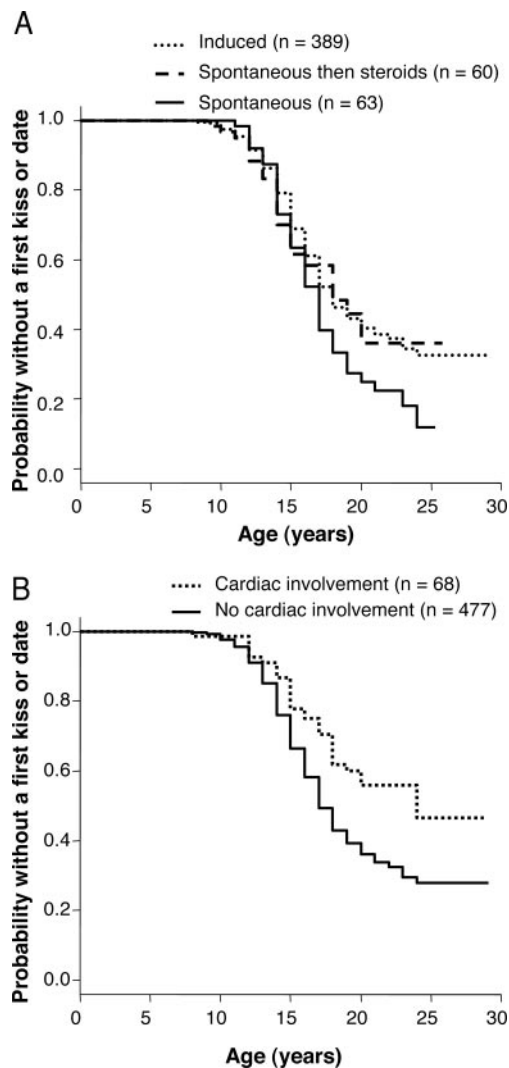 A
Induced (n = 389)
Spontaneous then steroids (n = 60)
Spontaneous (n = 63)
Probability without a first kiss or date
1.0
0.8
0.6
0.4
0.2
0.0
0 5 10 15 20 25 30
Age (years)
B
Cardiac involvement (n = 68)
No cardiac involvement (n = 477)
Probability without a first kiss or date
1.0
0.8
0.6
0.4
0.2
0.0
0 5 10 15 20 25 30
Age (years)